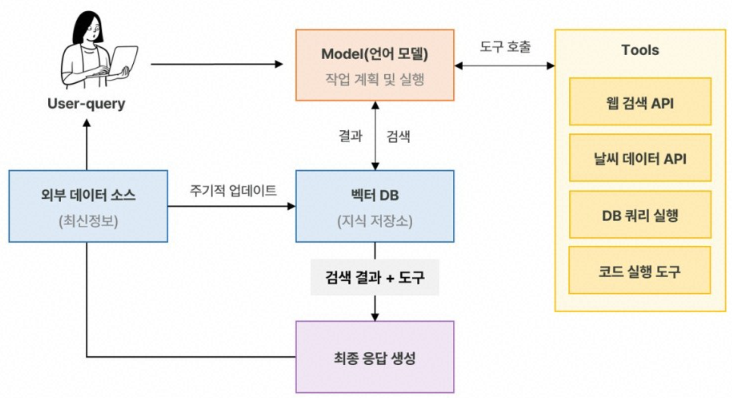 User-query
Model(언어 모델)
작업 계획 및 실행
도구 호출
Tools
웹 검색 API
날씨 데이터 API
DB 쿼리 실행
코드 실행 도구
결과
검색
외부 데이터 소스
(최신정보)
주기적 업데이트
벡터 DB
(지식 저장소)
검색 결과 + 도구
최종 응답 생성